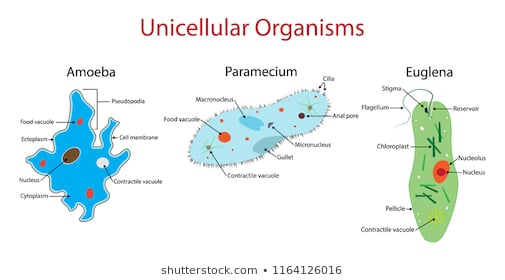 Unicellular Organisms
Amoeba
Pseudopodia
Food vacuole
Ectoplasm
Cell membrane
Nucleus
Contractile vacuole
Cytoplasm
Paramecium
Cilia
Macronucleus
Food vacuole
Anal pore
Micronucleus
Gullet
Contractile vacuole
Euglena
Stigma
Flagellum
Reservoir
Chloroplast
Nucleolus
Nucleus
Pellicle
Contractile vacuole
shutterstock.com • 1164126016